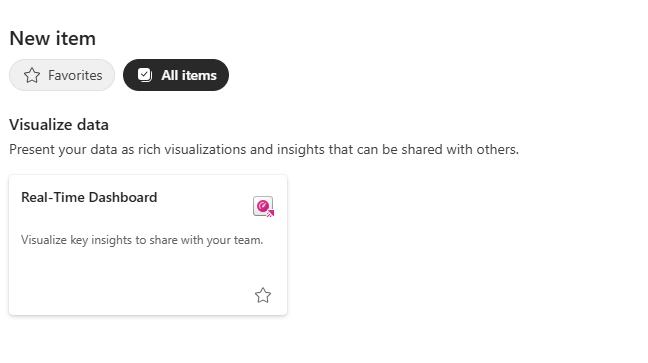 New item
Favorites
All items
Visualize data
Present your data as rich visualizations and insights that can be shared with others.
Real-Time Dashboard
Visualize key insights to share with your team.